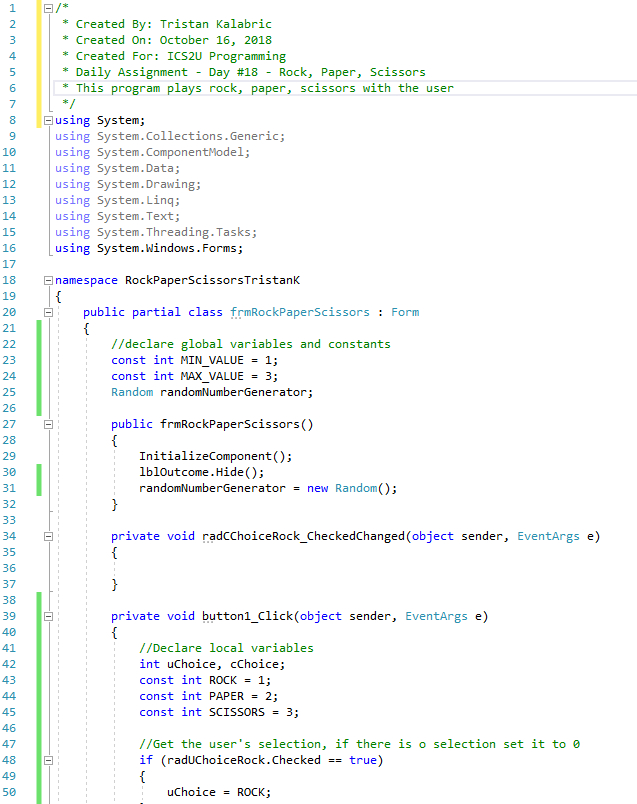 1 /*
2 * Created By: Tristan Kalabric
3 * Created On: October 16, 2018
4 * Created For: ICS2U Programming
5 * Daily Assignment - Day #18 - Rock, Paper, Scissors
6 * This program plays rock, paper, scissors with the user
7 */
8 using System;
9 using System.Collections.Generic;
10 using System.ComponentModel;
11 using System.Data;
12 using System.Drawing;
13 using System.Linq;
14 using System.Text;
15 using System.Threading.Tasks;
16 using System.Windows.Forms;
17
18 namespace RockPaperScissorsTristanK
19 {
20 public partial class frmRockPaperScissors : Form
21 {
22 //declare global variables and constants
23 const int MIN_VALUE = 1;
24 const int MAX_VALUE = 3;
25 Random randomNumberGenerator;
26
27 public frmRockPaperScissors()
28 {
29 InitializeComponent();
30 lblOutcome.Hide();
31 randomNumberGenerator = new Random();
32 }
33
34 private void radCChoiceRock_CheckedChanged(object sender, EventArgs e)
35 {
36
37 }
38
39 private void button1_Click(object sender, EventArgs e)
40 {
41 //Declare local variables
42 int uChoice, cChoice;
43 const int ROCK = 1;
44 const int PAPER = 2;
45 const int SCISSORS = 3;
46
47 //Get the user's selection, if there is o selection set it to 0
48 if (radUChoiceRock.Checked == true)
49 {
50 uChoice = ROCK;